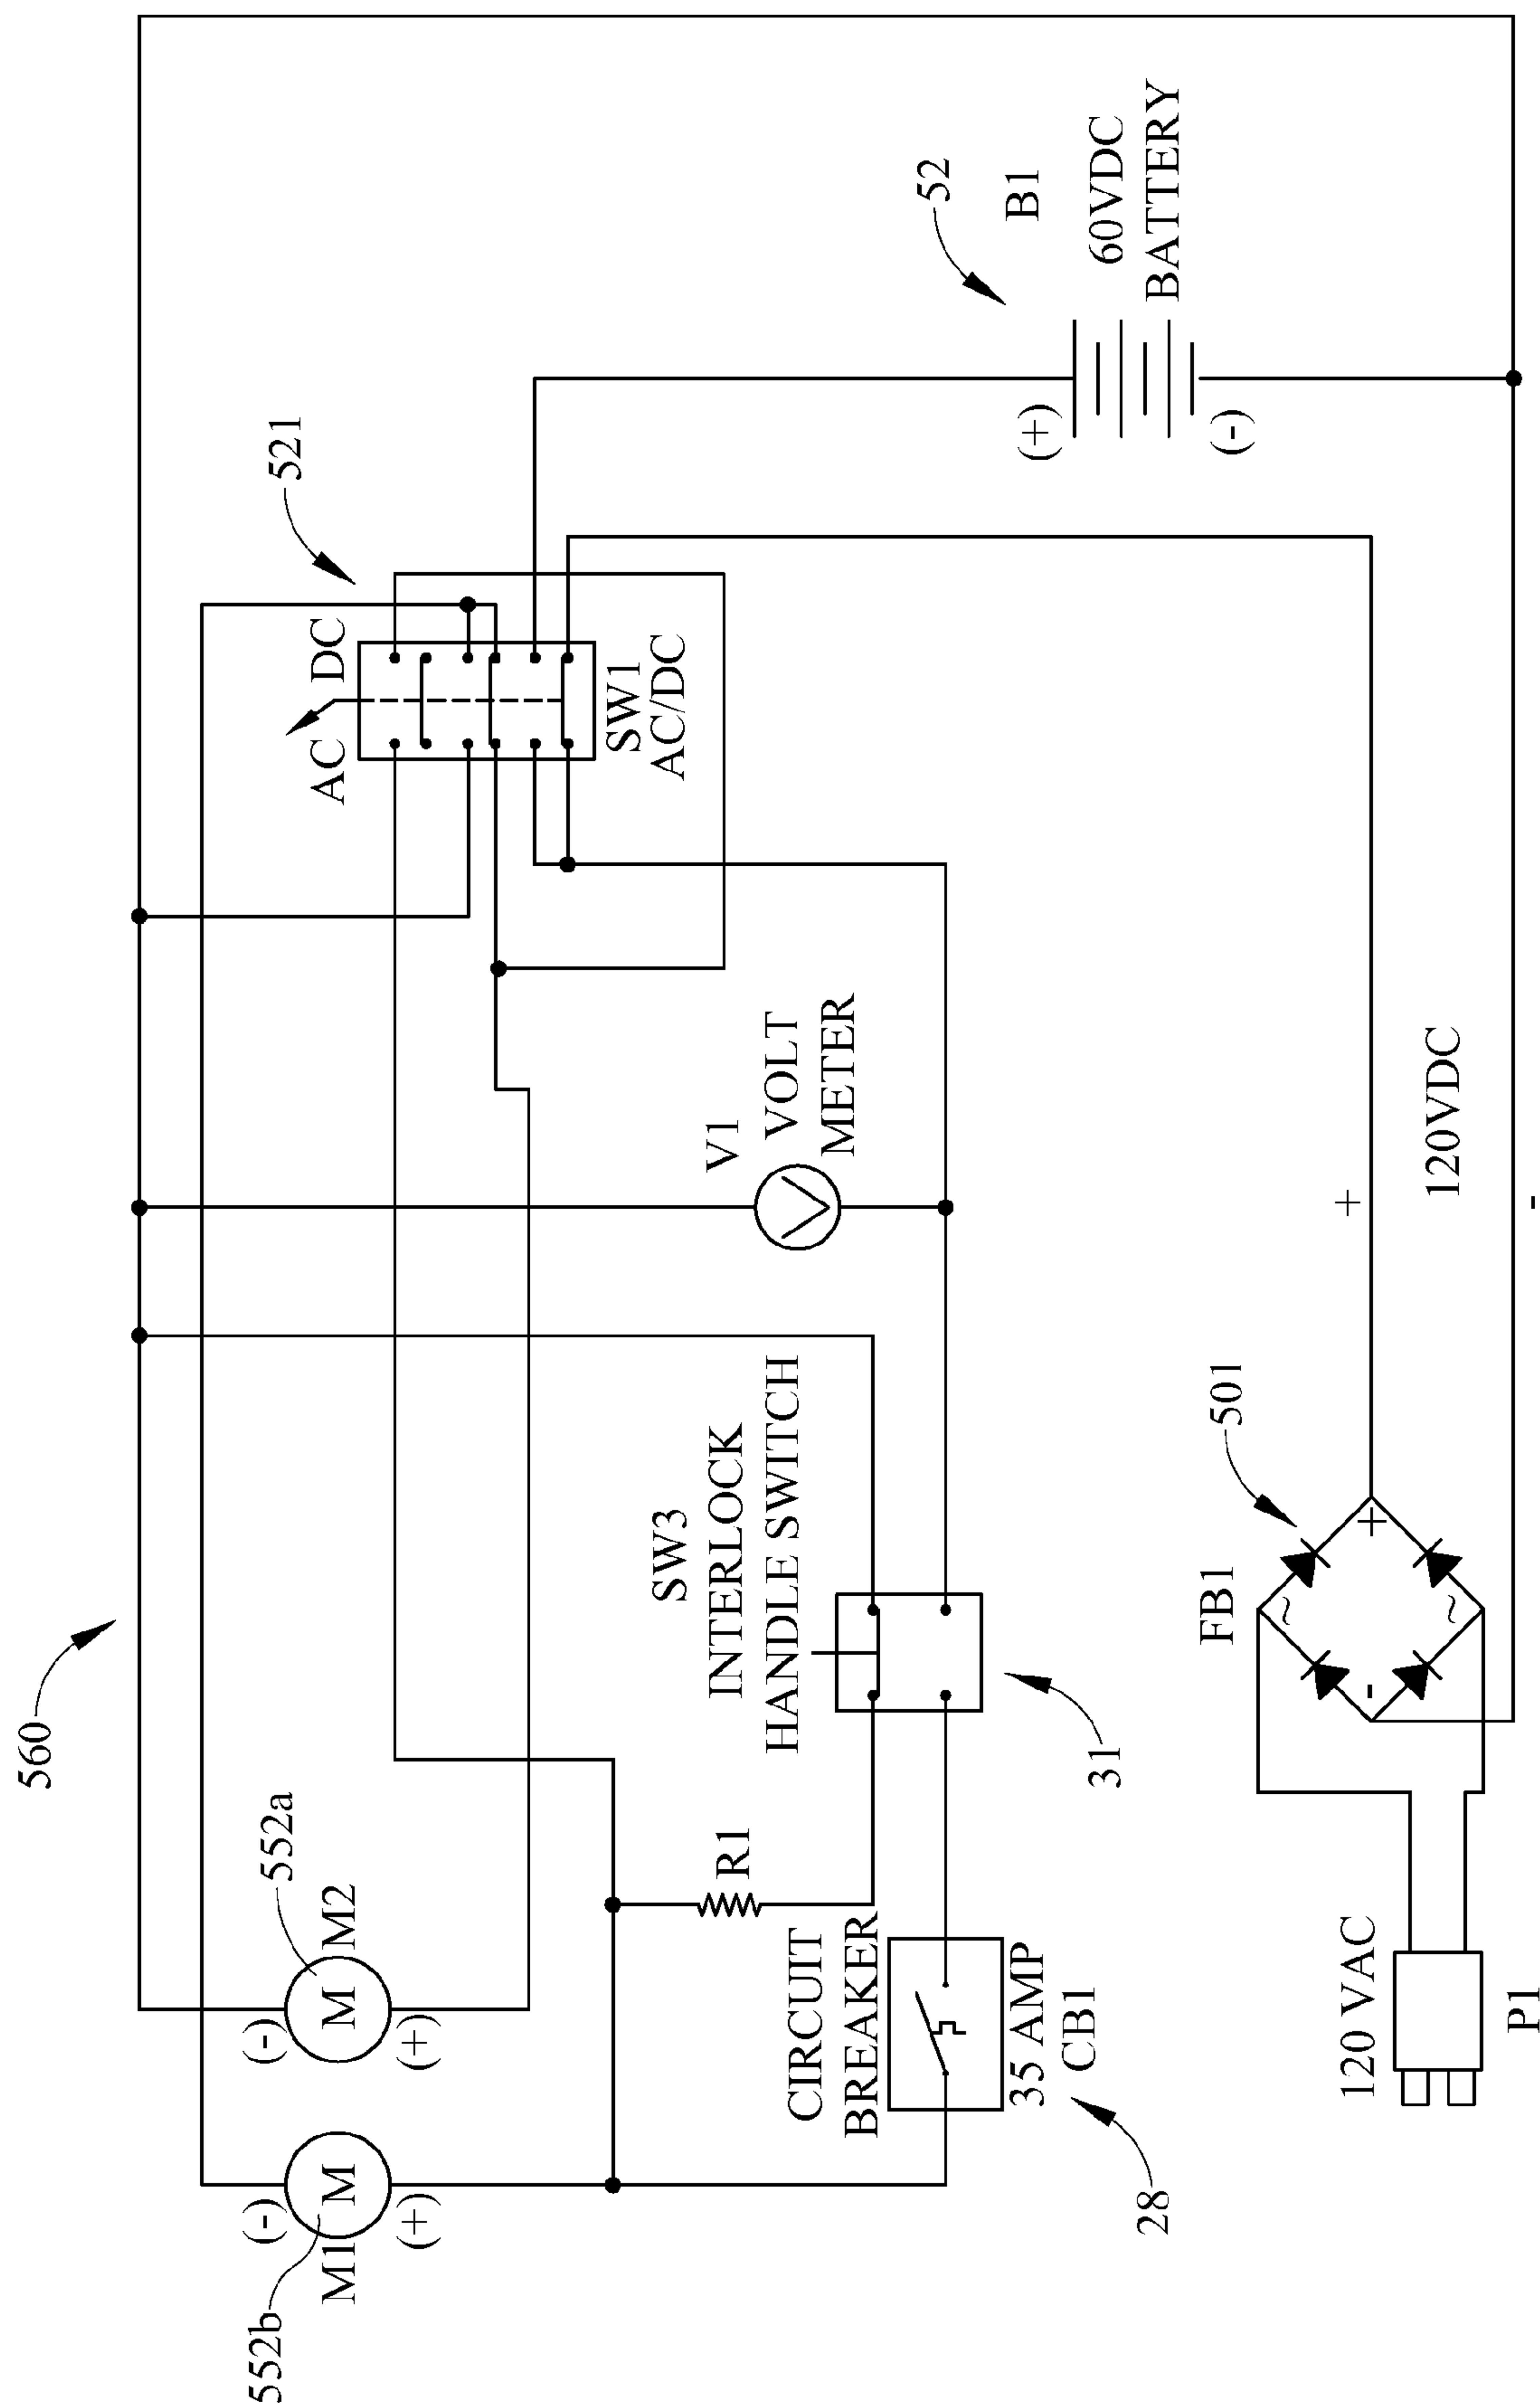 560
552b
M1
M
(-)
(+)
552a
M
M2
(-)
(+)
AC
DC
521
SW1
AC/DC
52
B1
60VDC
BATTERY
(+)
(-)
V1
VOLT
METER
SW3
INTERLOCK
HANDLE SWITCH
31
R1
CIRCUIT
BREAKER
35 AMP
CB1
28
FB1
501
~
~
+
-
+
120VDC
-
120 VAC
P1